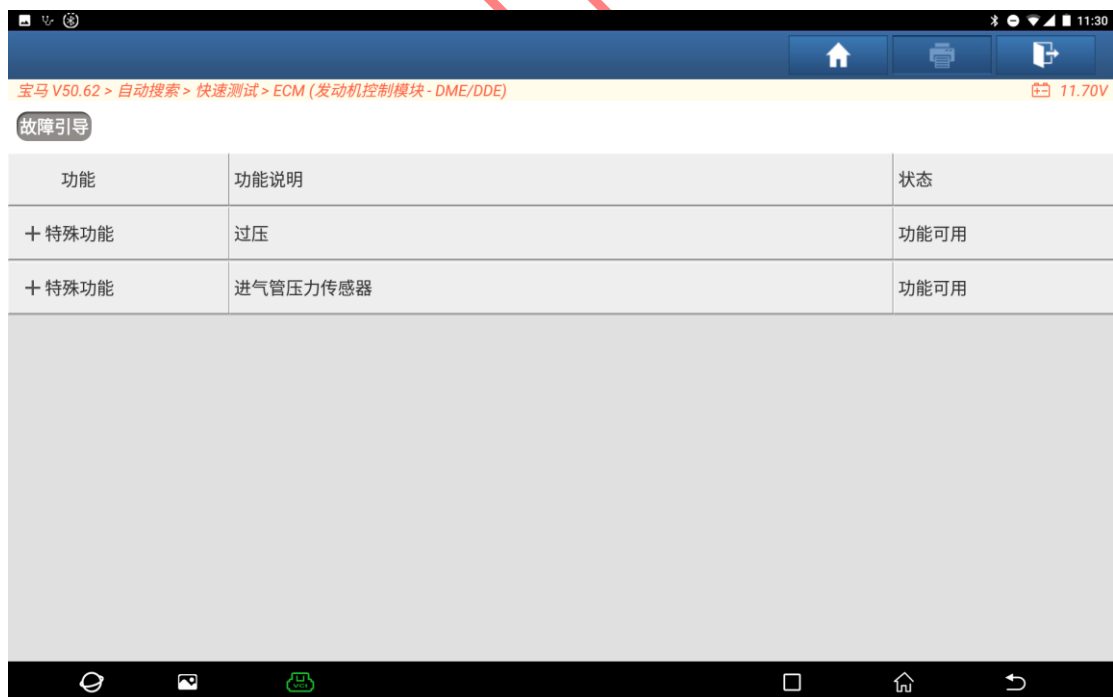 11:30
宝马 V50.62 > 自动搜索 > 快速测试 > ECM (发动机控制模块 - DME/DDE) 11.70V
故障引导
功能 功能说明 状态
+ 特殊功能 过压 功能可用
+ 特殊功能 进气管压力传感器 功能可用
VCI